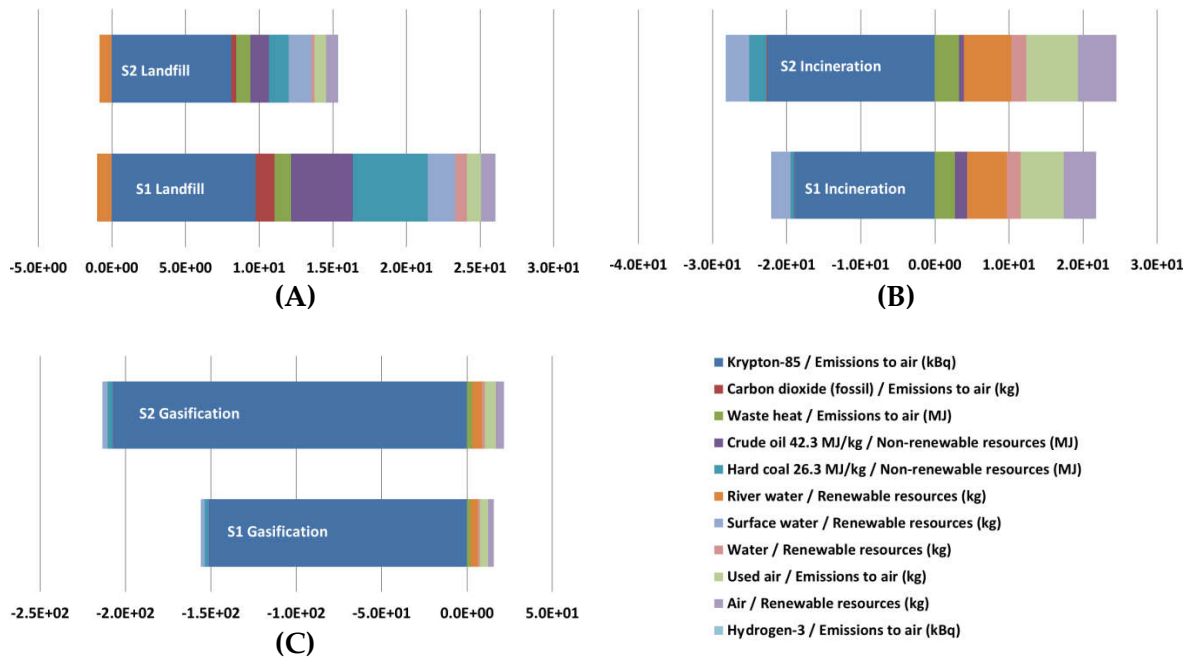 S2 Landfill
S1 Landfill
-5.0E+00 0.0E+00 5.0E+00 1.0E+01 1.5E+01 2.0E+01 2.5E+01 3.0E+01
(A)
S2 Incineration
S1 Incineration
-4.0E+01 -3.0E+01 -2.0E+01 -1.0E+01 0.0E+00 1.0E+01 2.0E+01 3.0E+01
(B)
S2 Gasification
S1 Gasification
-2.5E+02 -2.0E+02 -1.5E+02 -1.0E+02 -5.0E+01 0.0E+00 5.0E+01
(C)
Krypton-85 / Emissions to air (kBq)
Carbon dioxide (fossil) / Emissions to air (kg)
Waste heat / Emissions to air (MJ)
Crude oil 42.3 MJ/kg / Non-renewable resources (MJ)
Hard coal 26.3 MJ/kg / Non-renewable resources (MJ)
River water / Renewable resources (kg)
Surface water / Renewable resources (kg)
Water / Renewable resources (kg)
Used air / Emissions to air (kg)
Air / Renewable resources (kg)
Hydrogen-3 / Emissions to air (kBq)